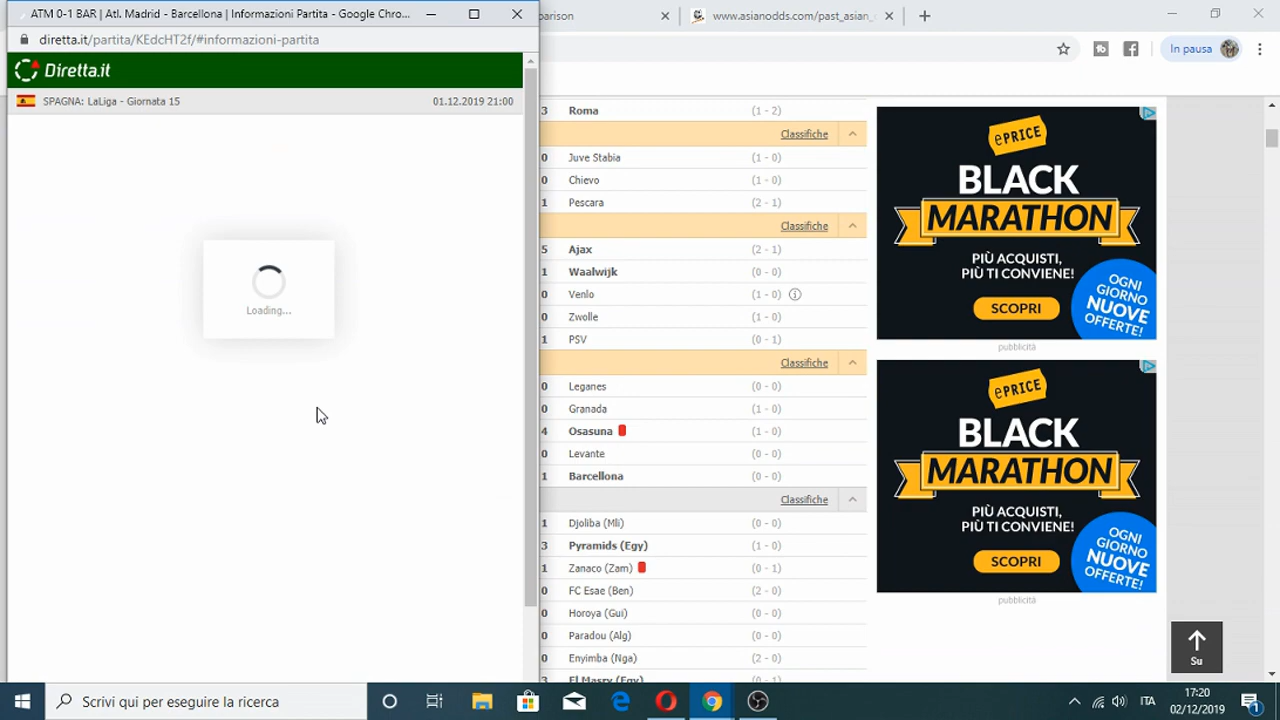 ATM 0-1 BAR | Atl. Madrid - Barcellona | Informazioni Partita - Google Chro...
parison
www.asianodds.com/past_asian_
diretta.it/partita/KEdcHT2f/#informazioni-partita
In pausa
Diretta.it
SPAGNA: LaLiga - Giornata 15 01.12.2019 21:00
Loading...
3 Roma (1 - 2)
Classifiche
0 Juve Stabia (1 - 0)
0 Chievo (1 - 0)
1 Pescara (2 - 1)
Classifiche
5 Ajax (2 - 1)
1 Waalwijk (0 - 0)
0 Venlo (1 - 0)
0 Zwolle (1 - 0)
1 PSV (0 - 1)
Classifiche
0 Leganes (0 - 0)
0 Granada (1 - 0)
4 Osasuna (1 - 0)
0 Levante (0 - 0)
1 Barcellona (0 - 0)
Classifiche
1 Djoliba (Mli) (0 - 0)
3 Pyramids (Egy) (1 - 0)
1 Zanaco (Zam) (0 - 1)
0 FC Esae (Ben) (2 - 0)
0 Horoya (Gui) (0 - 0)
0 Paradou (Alg) (0 - 0)
0 Enyimba (Nga) (2 - 0)
3 El Masry (Egy) (1 - 0)
ePRICE
BLACK
MARATHON
PIÙ ACQUISTI,
PIÙ TI CONVIENE!
SCOPRI
OGNI
GIORNO
NUOVE
OFFERTE!
pubblicità
ePRICE
BLACK
MARATHON
PIÙ ACQUISTI,
PIÙ TI CONVIENE!
SCOPRI
OGNI
GIORNO
NUOVE
OFFERTE!
pubblicità
Su
Scrivi qui per eseguire la ricerca
ITA
17:20
02/12/2019
1